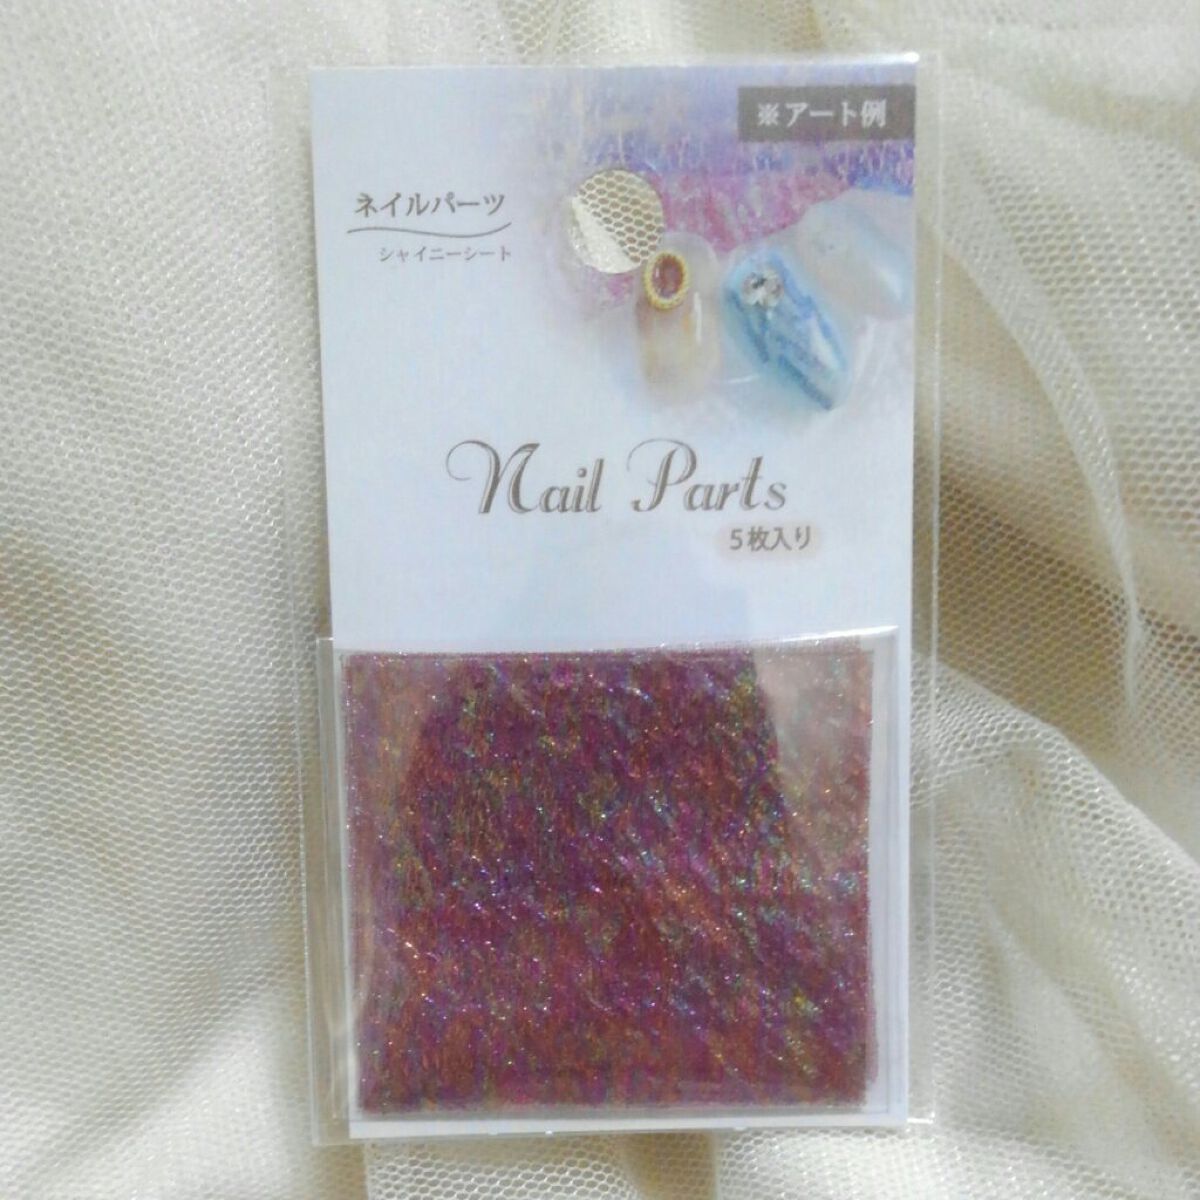 ※アート例
ネイルパーツ
シャイニーシート
Nail Parts
5枚入り